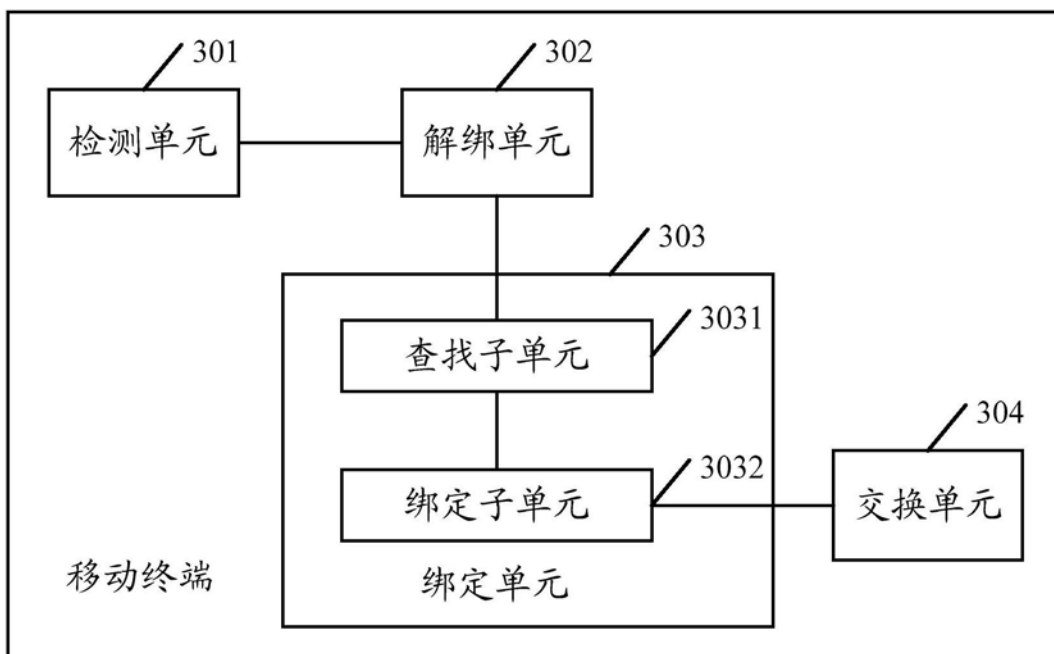 301
检测单元
302
解绑单元
303
3031
查找子单元
3032
绑定子单元
绑定单元
304
交换单元
移动终端